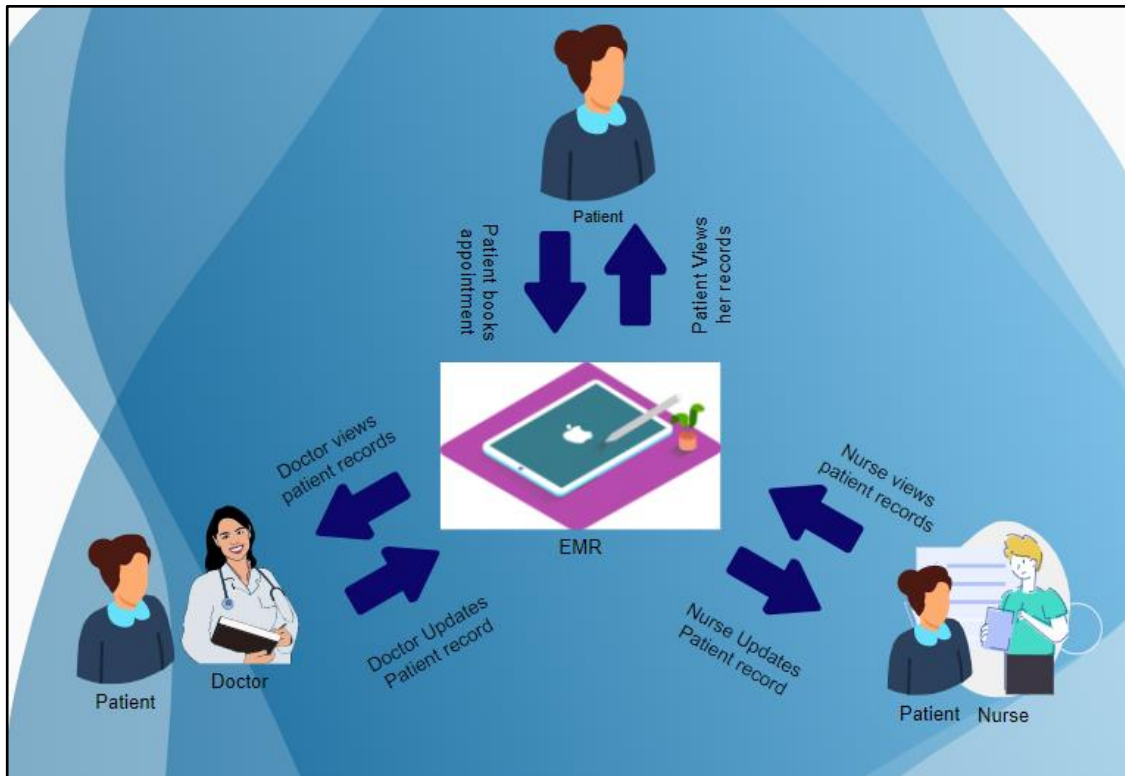 Patient
Patient books
appointment
Patient Views
her records
EMR
Doctor views
patient records
Doctor Updates
Patient record
Nurse views
patient records
Nurse Updates
Patient record
Patient
Doctor
Patient
Nurse